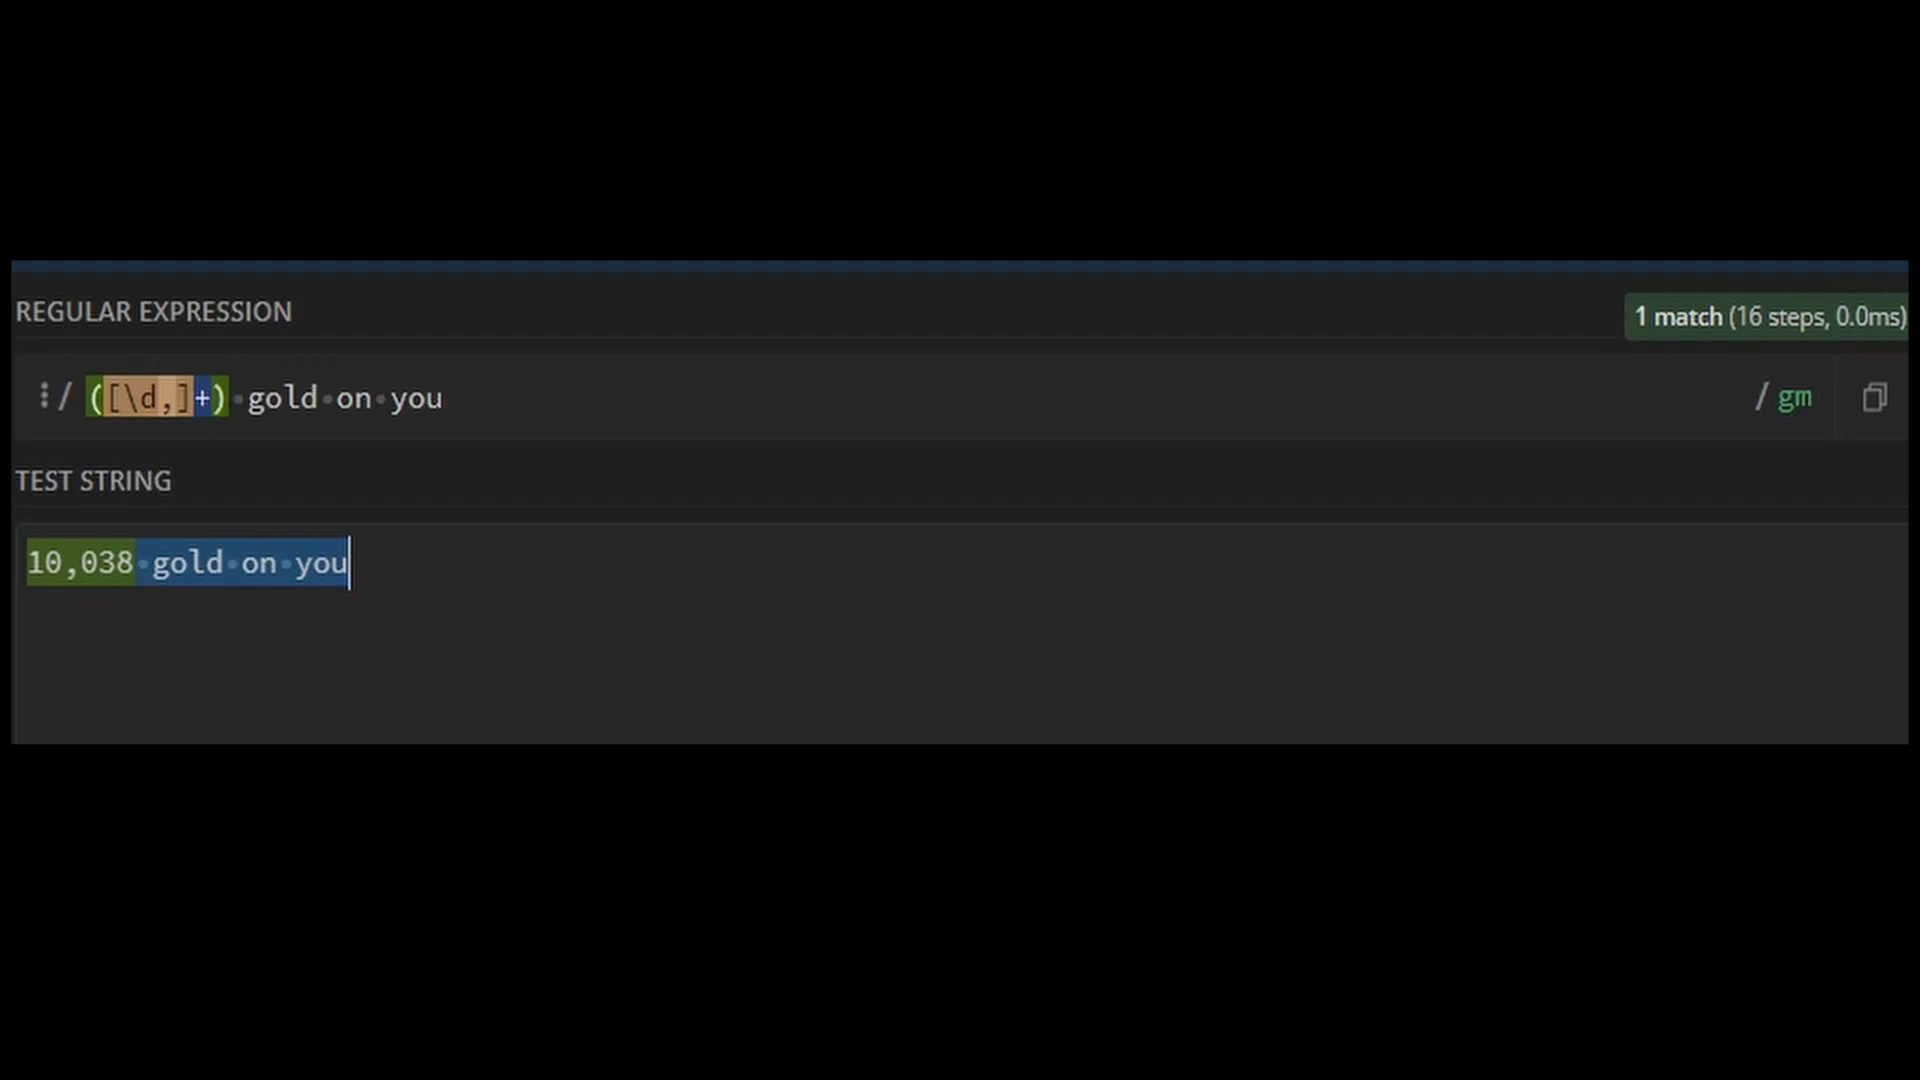 REGULAR EXPRESSION
1 match (16 steps, 0.0ms)
/ ([\d,]+) gold on you / gm
TEST STRING
10,038 gold on you